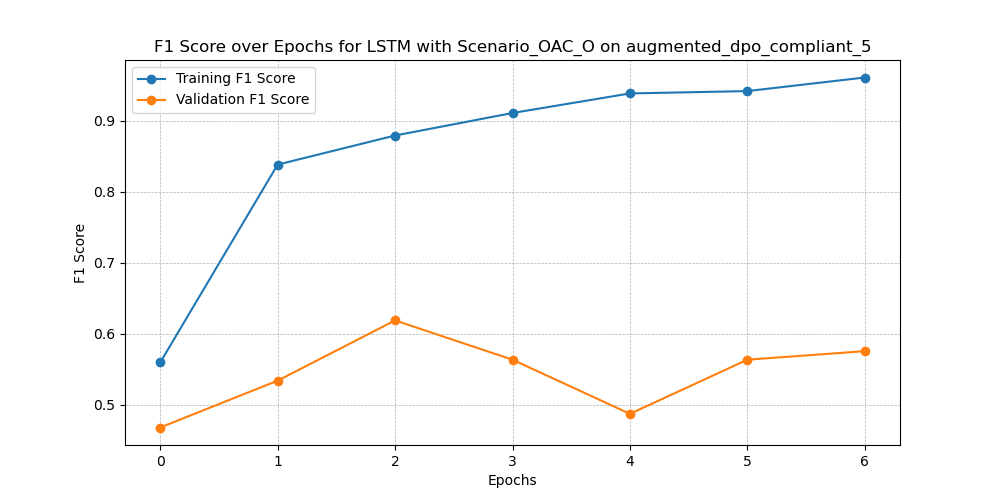 F1 Score over Epochs for LSTM with Scenario_OAC_O on augmented_dpo_compliant_5
Training F1 Score
Validation F1 Score
F1 Score
0.9
0.8
0.7
0.6
0.5
0 1 2 3 4 5 6
Epochs